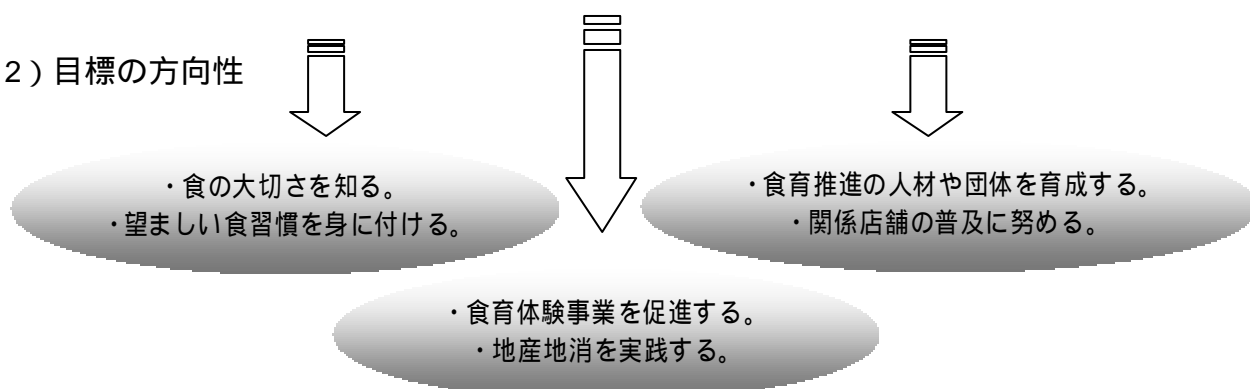 2）目標の方向性
・食の大切さを知る。
・望ましい食習慣を身に付ける。
・食育推進の人材や団体を育成する。
・関係店舗の普及に努める。
・食育体験事業を促進する。
・地産地消を実践する。